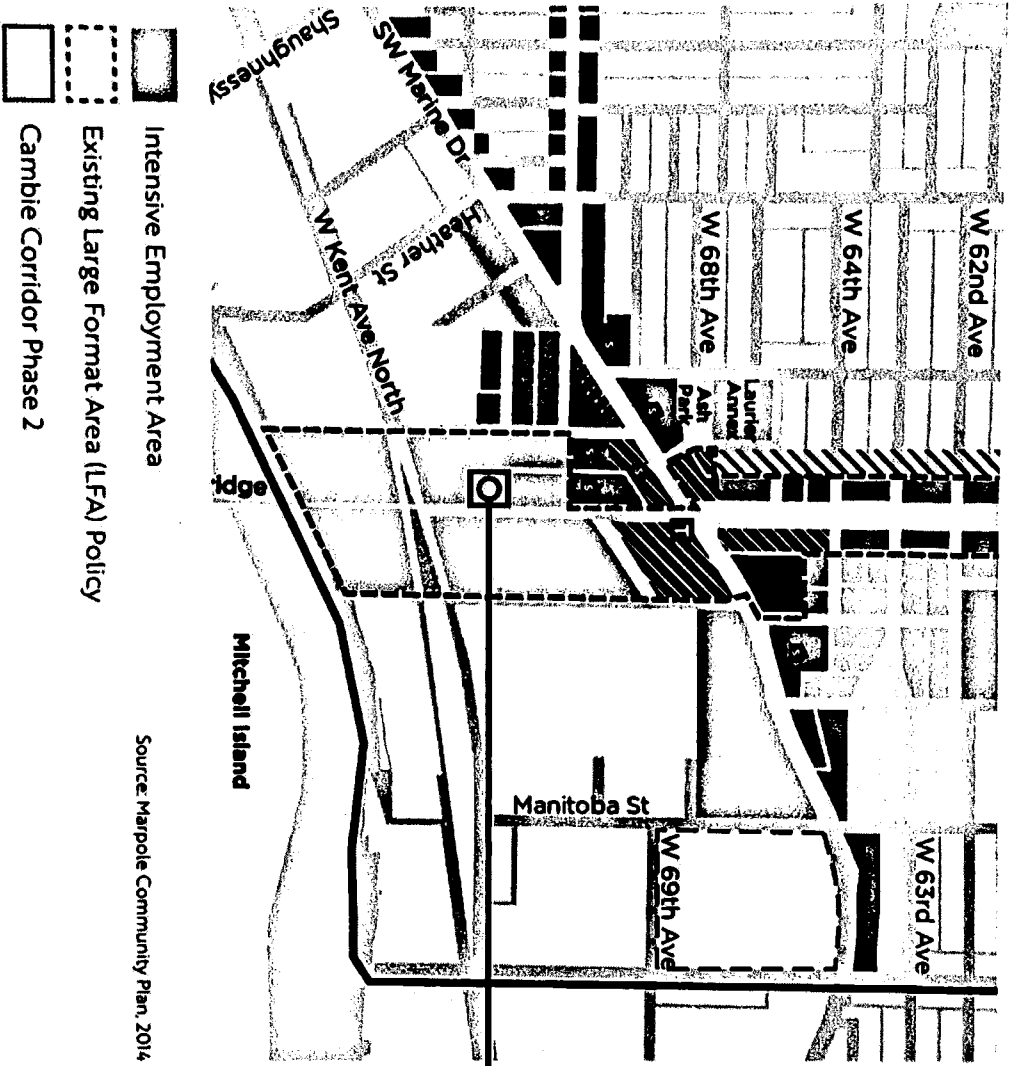 Shaughnessy
SW Marine Dr
Heather St
W Kent Ave North
W 62nd Ave
W 64th Ave
W 68th Ave
Laurier
Annex
Ash
Park
S
S
T
S
idge
Mitchell Island
Manitoba St
W 63rd Ave
W 69th Ave
Intensive Employment Area
Existing Large Format Area (LFA) Policy
Cambie Corridor Phase 2
Source: Marpole Community Plan, 2014